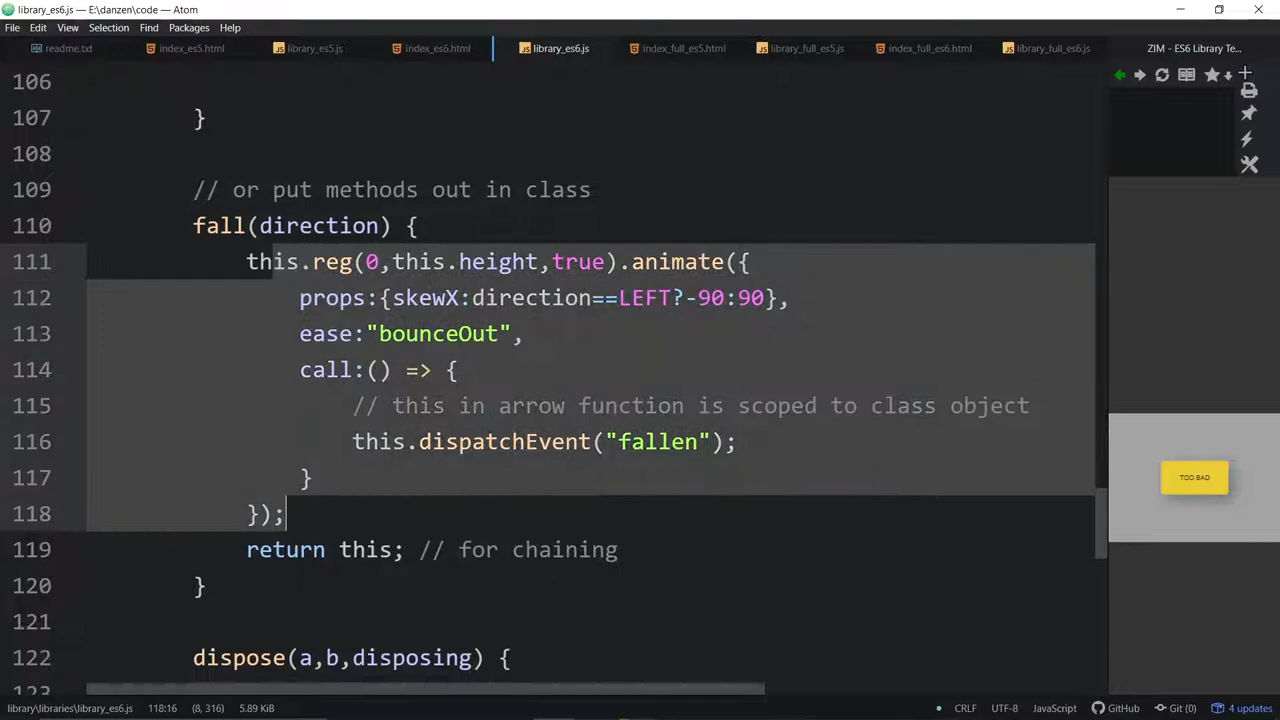 library_es6.js — E:\danzen\code — Atom
File Edit View Selection Find Packages Help
readme.txt index_es5.html library_es5.js index_es6.html library_es6.js index_full_es5.html library_full_es5.js index_full_es6.html library_full_es6.js ZIM - ES6 Library Te...
106
107 }
108
109 // or put methods out in class
110 fall(direction) {
111 this.reg(0,this.height,true).animate({
112 props:{skewX:direction==LEFT?-90:90},
113 ease:"bounceOut",
114 call:() => {
115 // this in arrow function is scoped to class object
116 this.dispatchEvent("fallen");
117 }
118 });
119 return this; // for chaining
120 }
121
122 dispose(a,b,disposing) {
123
TOO BAD
library\libraries\library_es6.js 118:16 (8, 316) 5.89 KiB CRLF UTF-8 JavaScript GitHub Git (0) 4 updates